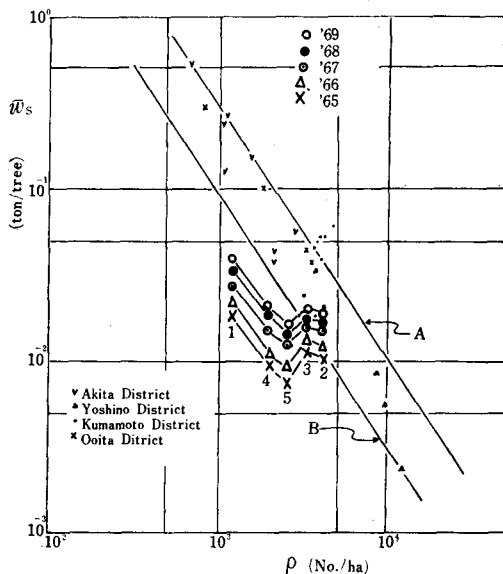 10⁰
w̄s
(ton/tree)
10⁻¹
10⁻²
10⁻³
○ '69
● '68
◉ '67
△ '66
× '65
1
4
5
3
2
A
B
∨ Akita District
▲ Yoshino District
• Kumamoto District
× Ooita Ditrict
10²
10³
10⁴
ρ (No./ha)